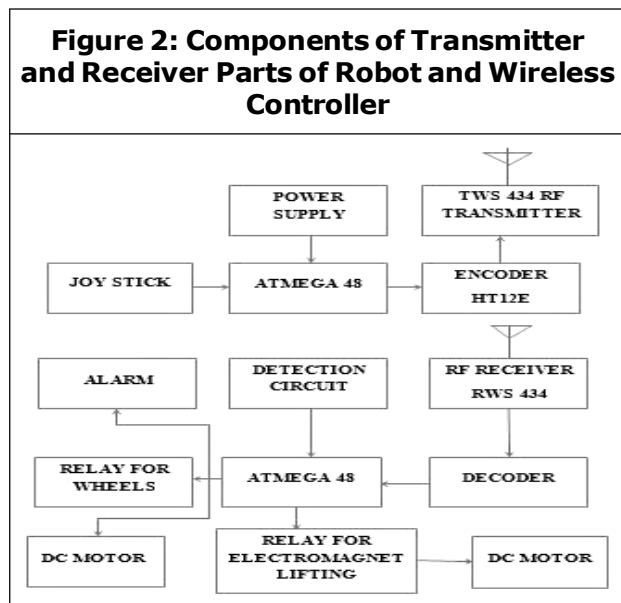 Figure 2: Components of Transmitter
and Receiver Parts of Robot and Wireless
Controller
POWER
SUPPLY
TWS 434 RF
TRANSMITTER
JOY STICK
ATMEGA 48
ENCODER
HT12E
ALARM
DETECTION
CIRCUIT
RF RECEIVER
RWS 434
RELAY FOR
WHEELS
ATMEGA 48
DECODER
DC MOTOR
RELAY FOR
ELECTROMAGNET
LIFTING
DC MOTOR